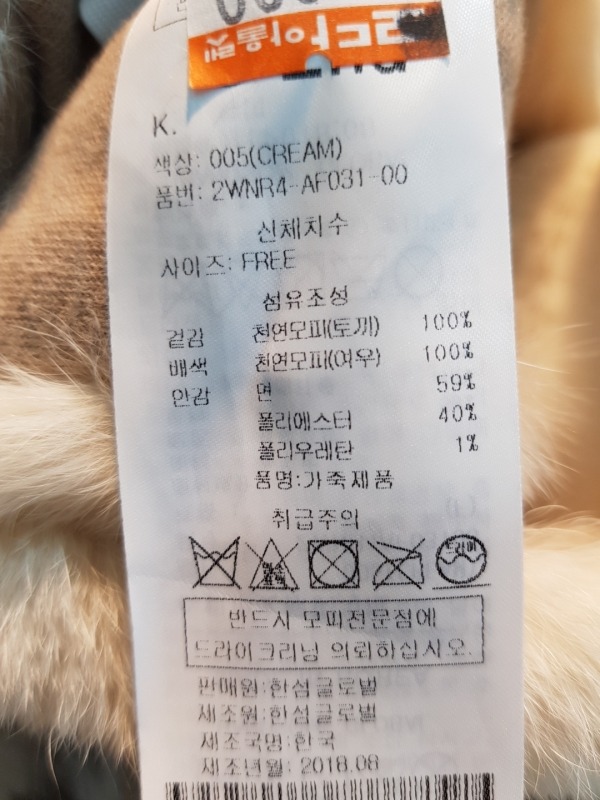 K.
색상: 005(CREAM)
품번: 2WNR4-AF031-00
신체치수
사이즈: FREE
섬유조성
겉감 천연모피(토끼) 100%
배색 천연모피(여우) 100%
안감 면 59%
폴리에스터 40%
폴리우레탄 1%
품명:가죽제품
취급주의
드라이
반드시 모피전문점에
드라이크리닝 의뢰하십시오.
판매원:한섬글로벌
제조원:한섬글로벌
제조국명:한국
제조년월: 2018.08